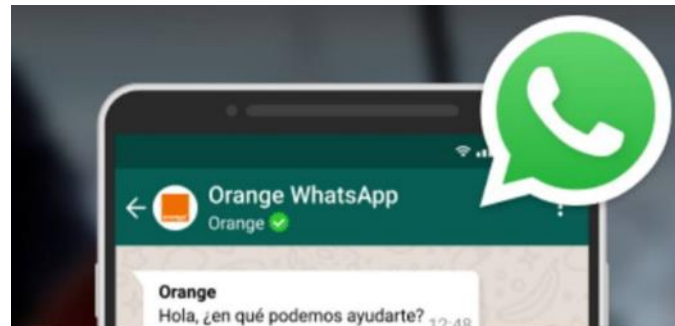 Orange WhatsApp
Orange
Orange
Hola, ¿en qué podemos ayudarte? 12:48